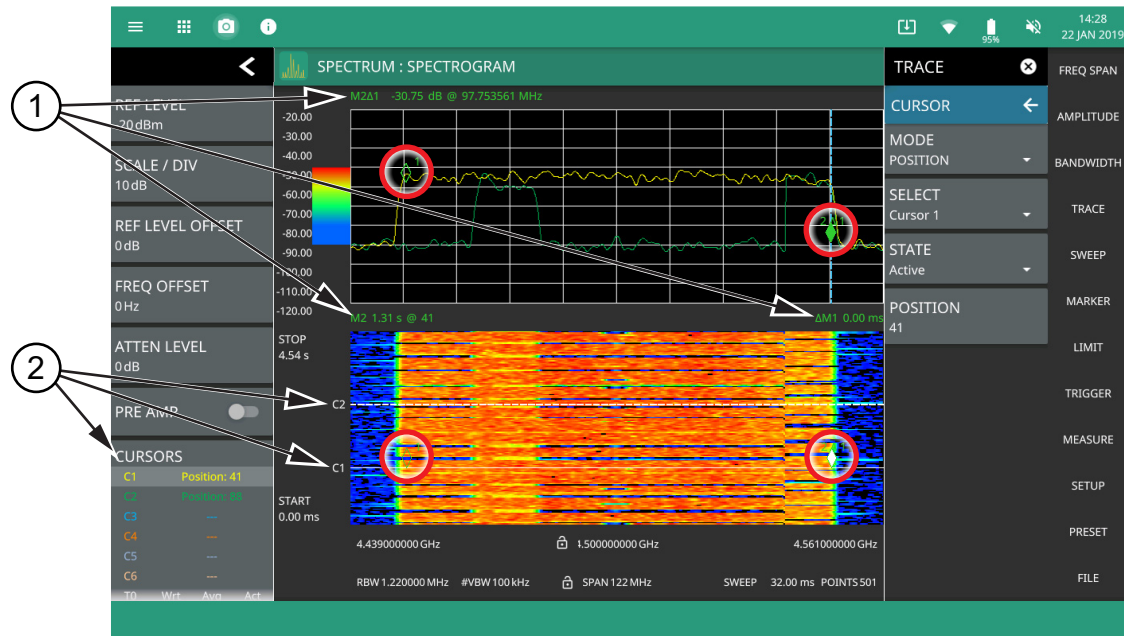 14:28
95%
22 JAN 2019
SPECTRUM : SPECTROGRAM
TRACE
FREQ SPAN
1
M2Δ1 -30.75 dB @ 97.753561 MHz
REF LEVEL
-20 dBm
SCALE / DIV
10 dB
REF LEVEL OFFSET
0 dB
FREQ OFFSET
0 Hz
ATTEN LEVEL
0 dB
PRE AMP
2
CURSORS
C1 Position: 41
C2 Position: 88
C3 ---
C4 ---
C5 ---
C6 ---
T0 Wrt Avg Act
-20.00
-30.00
-40.00
-50.00
-60.00
-70.00
-80.00
-90.00
-100.00
-110.00
-120.00
1
M2 1.31 s @ 41
ΔM1 0.00 ms
STOP
4.54 s
C2
C1
START
0.00 ms
4.439000000 GHz
.500000000 GHz
4.561000000 GHz
RBW 1.220000 MHz #VBW 100 kHz SPAN 122 MHz SWEEP 32.00 ms POINTS 501
CURSOR
MODE
POSITION
SELECT
Cursor 1
STATE
Active
POSITION
41
AMPLITUDE
BANDWIDTH
TRACE
SWEEP
MARKER
LIMIT
TRIGGER
MEASURE
SETUP
PRESET
FILE